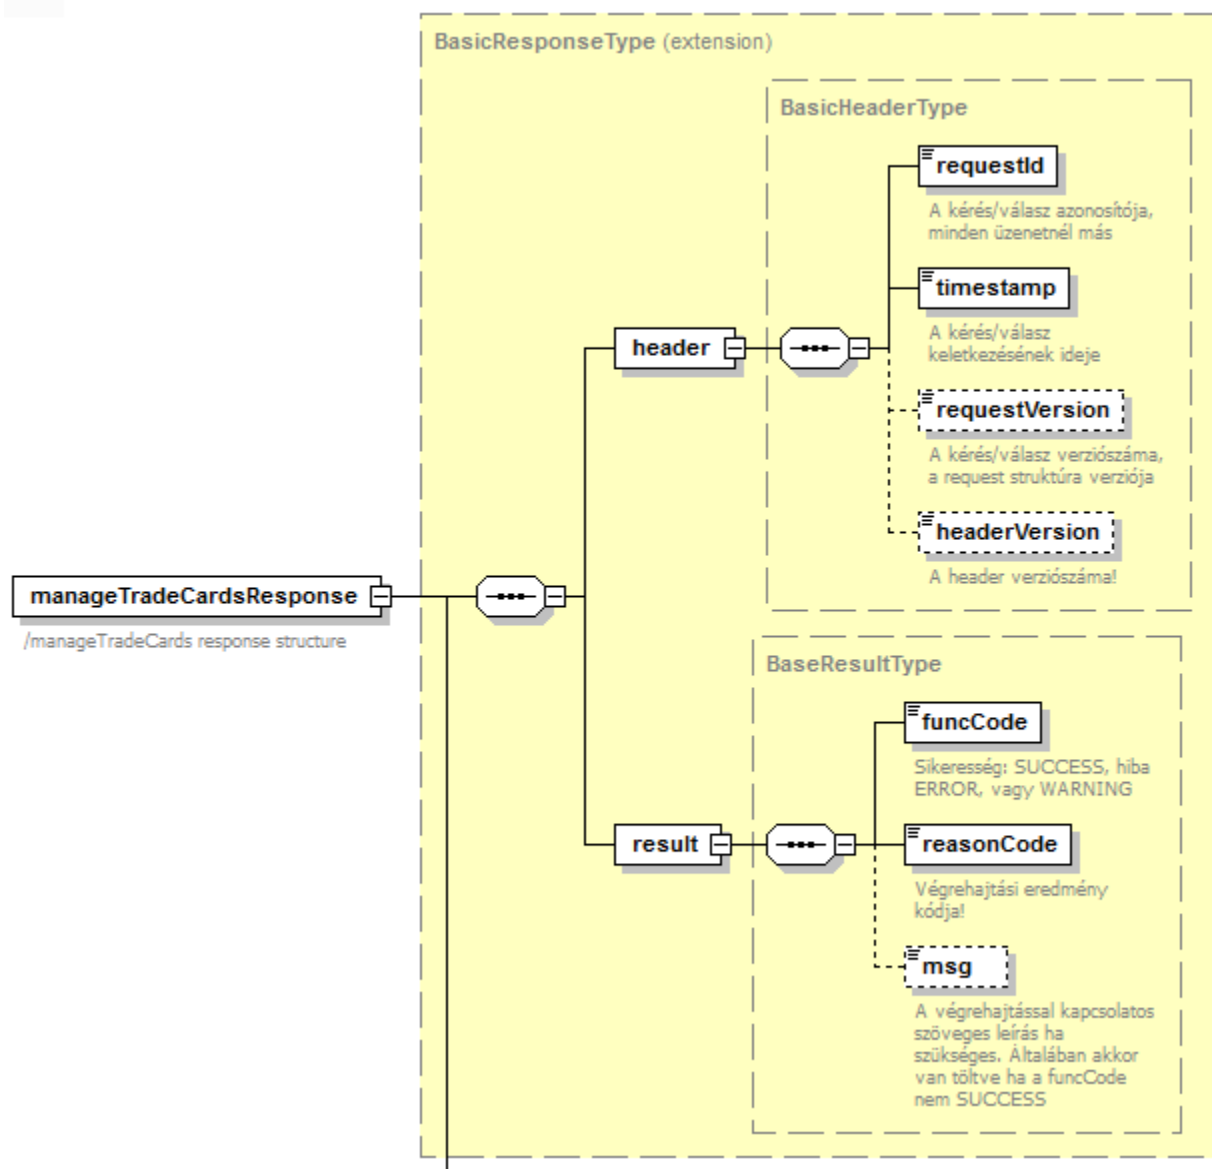 BasicResponseType (extension)
BasicHeaderType
requestId
A kérés/válasz azonosítója,
minden üzenetnél más
timestamp
A kérés/válasz
keletkezésének ideje
header
requestVersion
A kérés/válasz verziószáma,
a request struktúra verziója
headerVersion
A header verziószáma!
manageTradeCardsResponse
/manageTradeCards response structure
BaseResultType
funcCode
Sikeresség: SUCCESS, hiba
ERROR, vagy WARNING
result
reasonCode
Végrehajtási eredmény
kódja!
msg
A végrehajtással kapcsolatos
szöveges leírás ha
szükséges. Általában akkor
van töltve ha a funcCode
nem SUCCESS